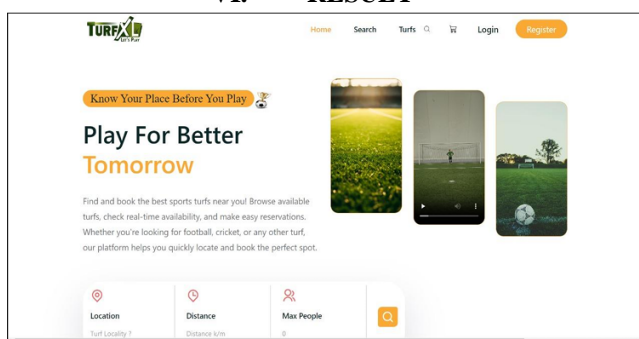 VI. RESULT
TURF XL
Let's Play
Home Search Turfs Login Register
Know Your Place Before You Play
Play For Better
Tomorrow
Find and book the best sports turfs near you! Browse available
turfs, check real-time availability, and make easy reservations.
Whether you're looking for football, cricket, or any other turf,
our platform helps you quickly locate and book the perfect spot.
Location Distance Max People
Turf Locality ? Distance k/m 0